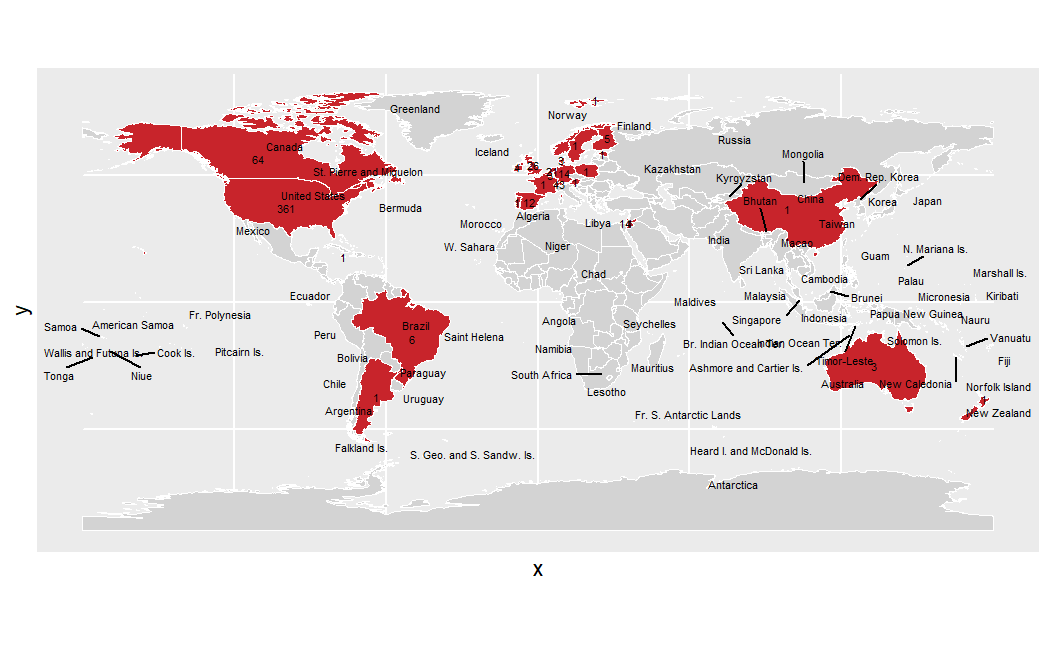 Greenland
Norway
1
Finland
Canada
64
5
1
Russia
Iceland
3
1
Mongolia
St. Pierre and Miquelon
26
14
1
Kazakhstan
Kyrgyzstan
Dem. Rep. Korea
United States
361
Bermuda
1
43
12
Bhutan
1
China
Korea
Japan
Mexico
Morocco
Algeria
Libya
14
Taiwan
W. Sahara
Niger
India
Macao
N. Mariana Is.
1
Guam
Chad
Sri Lanka
Cambodia
Palau
Marshall Is.
Ecuador
Maldives
Malaysia
Brunei
Micronesia
Kiribati
Fr. Polynesia
Samoa
American Samoa
Brazil
6
Angola
Seychelles
Singapore
Indonesia
Papua New Guinea
Nauru
Peru
Saint Helena
Br. Indian Ocean Ter.
Indian Ocean Ter.
Solomon Is.
Vanuatu
Wallis and Futuna Is.
Cook Is.
Pitcairn Is.
Bolivia
Namibia
Timor-Leste
3
Fiji
Tonga
Niue
Paraguay
South Africa
Mauritius
Ashmore and Cartier Is.
Chile
Lesotho
Australia
New Caledonia
Norfolk Island
1
Uruguay
Argentina
Fr. S. Antarctic Lands
1
New Zealand
Falkland Is.
S. Geo. and S. Sandw. Is.
Heard I. and McDonald Is.
Antarctica
x
y